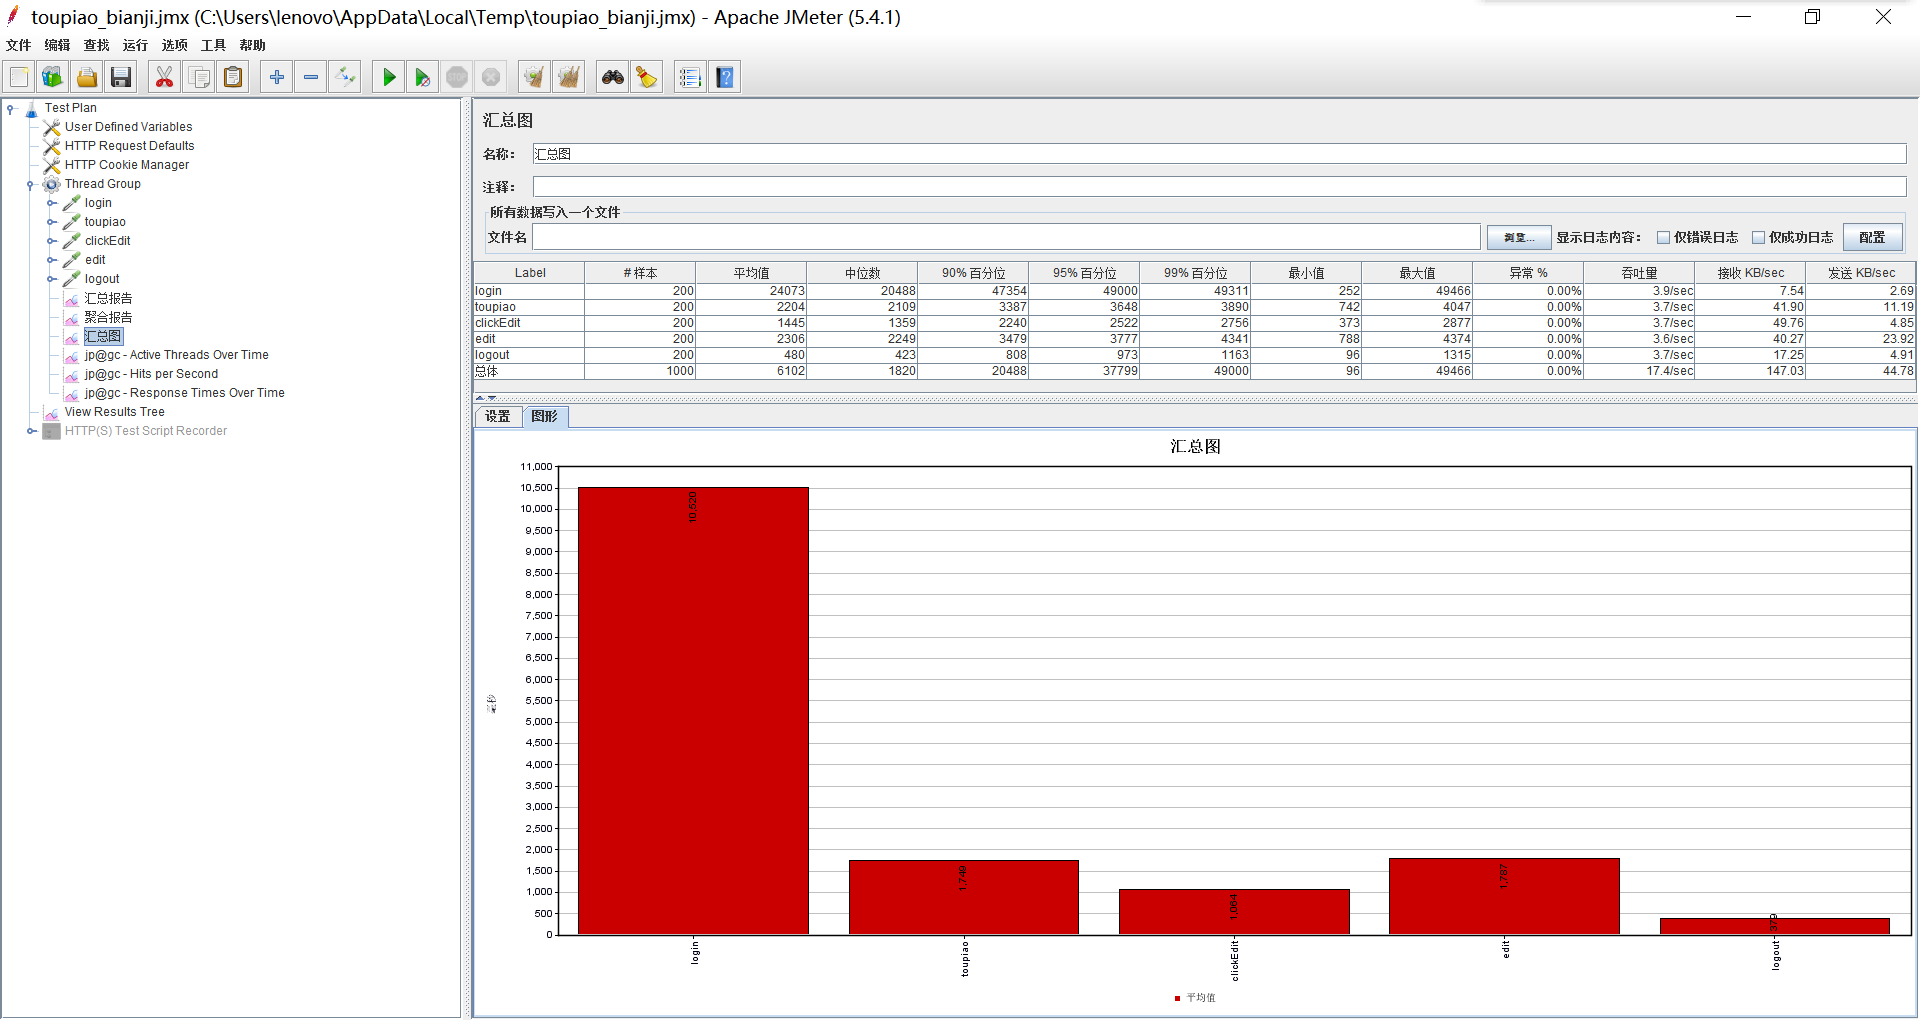 toupiao_bianji.jmx (C:\Users\lenovo\AppData\Local\Temp\toupiao_bianji.jmx) - Apache JMeter (5.4.1)
文件 编辑 查找 运行 选项 工具 帮助
Test Plan
User Defined Variables
HTTP Request Defaults
HTTP Cookie Manager
Thread Group
login
toupiao
clickEdit
edit
logout
汇总报告
聚合报告
汇总图
jp@gc - Active Threads Over Time
jp@gc - Hits per Second
jp@gc - Response Times Over Time
View Results Tree
HTTP(S) Test Script Recorder
汇总图
名称: 汇总图
注释:
所有数据写入一个文件
文件名 浏览... 显示日志内容: 仅错误日志 仅成功日志 配置
Label # 样本 平均值 中位数 90% 百分位 95% 百分位 99% 百分位 最小值 最大值 异常 % 吞吐量 接收 KB/sec 发送 KB/sec
login 200 24073 20488 47354 49000 49311 252 49466 0.00% 3.9/sec 7.54 2.69
toupiao 200 2204 2109 3387 3648 3890 742 4047 0.00% 3.7/sec 41.90 11.19
clickEdit 200 1445 1359 2240 2522 2756 373 2877 0.00% 3.7/sec 49.76 4.85
edit 200 2306 2249 3479 3777 4341 788 4374 0.00% 3.6/sec 40.27 23.92
logout 200 480 423 808 973 1163 96 1315 0.00% 3.7/sec 17.25 4.91
总体 1000 6102 1820 20488 37799 49000 96 49466 0.00% 17.4/sec 147.03 44.78
设置 图形
汇总图
11,000
10,500
10,000
9,500
9,000
8,500
8,000
7,500
7,000
6,500
6,000
5,500
5,000
4,500
4,000
3,500
3,000
2,500
2,000
1,500
1,000
500
0
毫秒
1,749
1,787
379
login
toupiao
clickEdit
edit
logout
平均值